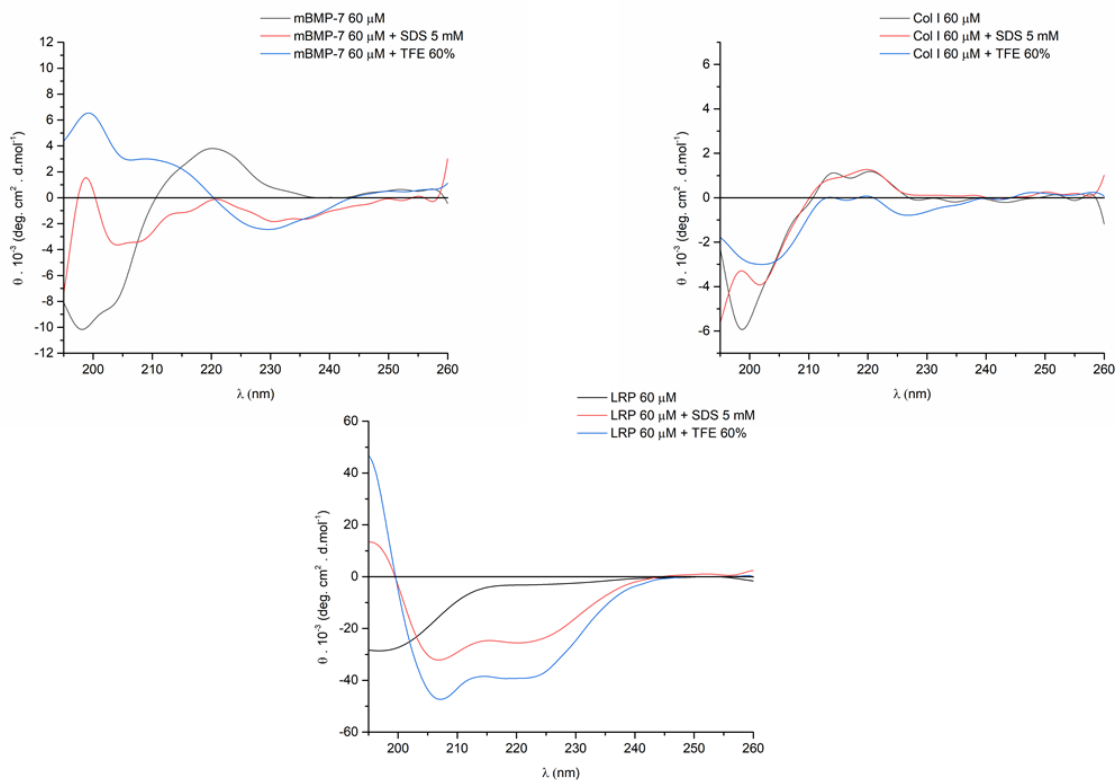 mBMP-7 60 μM
mBMP-7 60 μM + SDS 5 mM
mBMP-7 60 μM + TFE 60%
12
10
8
6
4
2
0
-2
-4
-6
-8
-10
-12
θ . 10⁻³ (deg. cm² . d.mol⁻¹)
200 210 220 230 240 250 260
λ (nm)
Col I 60 μM
Col I 60 μM + SDS 5 mM
Col I 60 μM + TFE 60%
6
4
2
0
-2
-4
-6
θ . 10⁻³ (deg. cm² . d.mol⁻¹)
200 210 220 230 240 250 260
λ (nm)
LRP 60 μM
LRP 60 μM + SDS 5 mM
LRP 60 μM + TFE 60%
60
40
20
0
-20
-40
-60
θ . 10⁻³ (deg. cm² . d.mol⁻¹)
200 210 220 230 240 250 260
λ (nm)